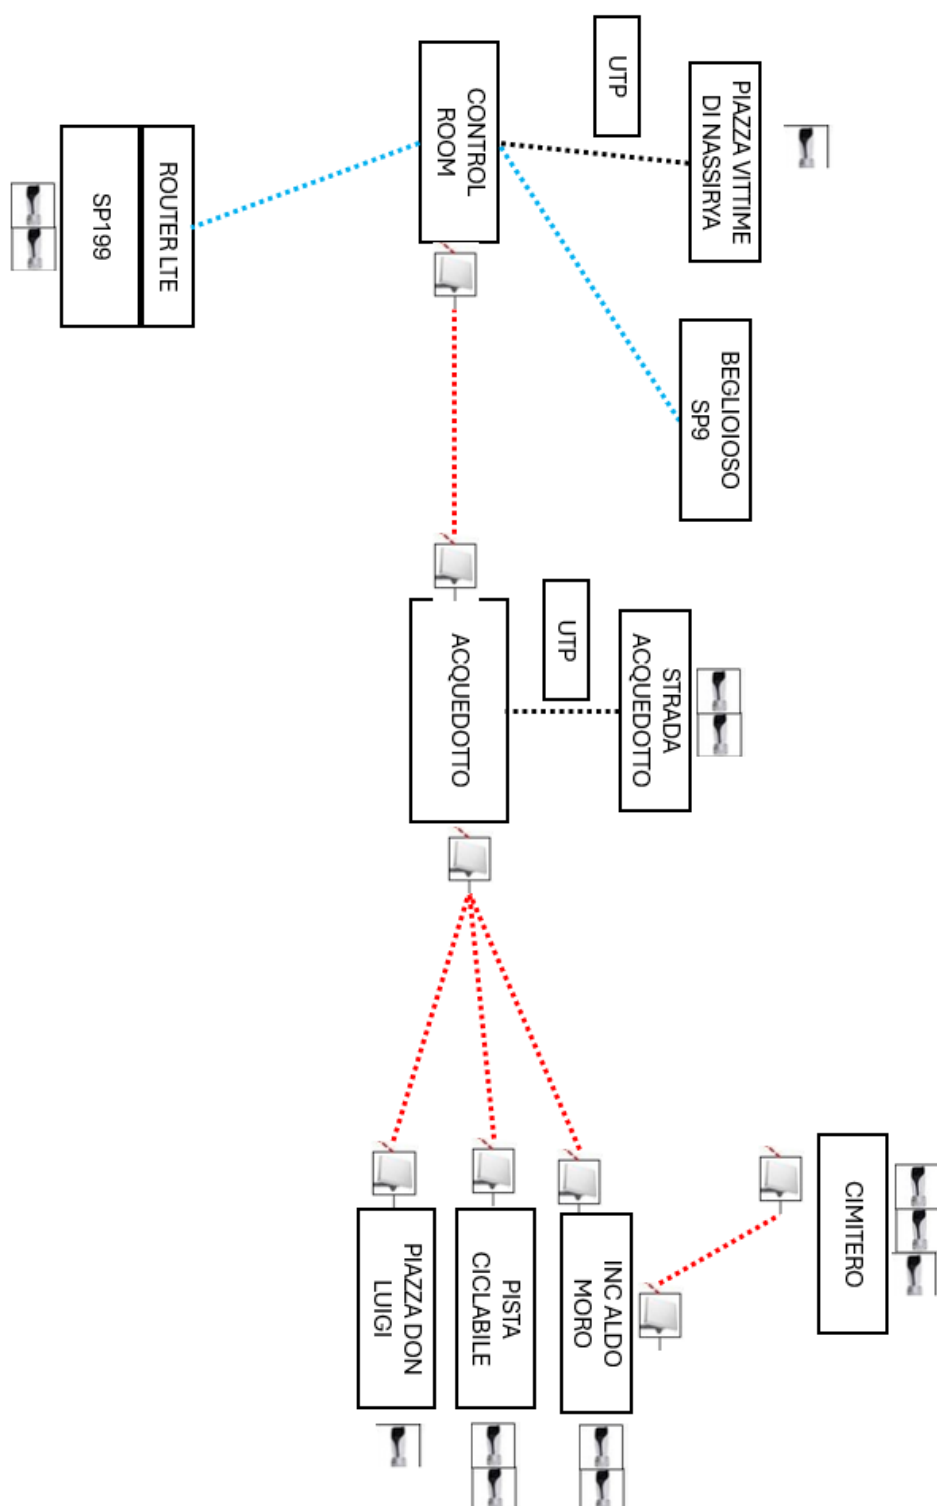 UTP
PIAZZA VITTIME
DI NASSIRYA
CONTROL
ROOM
ROUTER LTE
SP199
BEGLIOIOSO
SP9
UTP
STRADA
ACQUEDOTTO
ACQUEDOTTO
CIMITERO
INC ALDO
MORO
PISTA
CICLABILE
PIAZZA DON
LUIGI